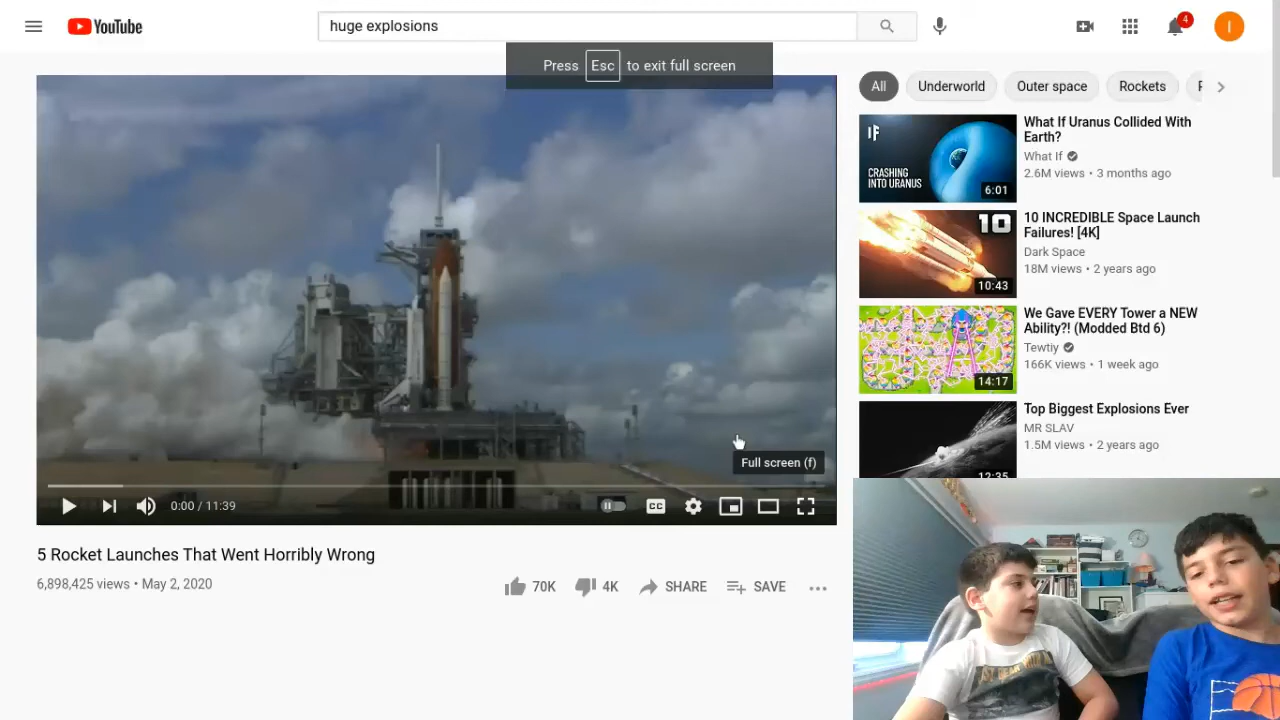 YouTube
huge explosions
4
I
Press Esc to exit full screen
All
Underworld
Outer space
Rockets
IF
CRASHING
INTO URANUS
6:01
What If Uranus Collided With
Earth?
What If
2.6M views • 3 months ago
10
10:43
10 INCREDIBLE Space Launch
Failures! [4K]
Dark Space
18M views • 2 years ago
14:17
We Gave EVERY Tower a NEW
Ability?! (Modded Btd 6)
Tewtiy
166K views • 1 week ago
12:35
Top Biggest Explosions Ever
MR SLAV
1.5M views • 2 years ago
Full screen (f)
0:00 / 11:39
CC
5 Rocket Launches That Went Horribly Wrong
6,898,425 views • May 2, 2020
70K
4K
SHARE
SAVE